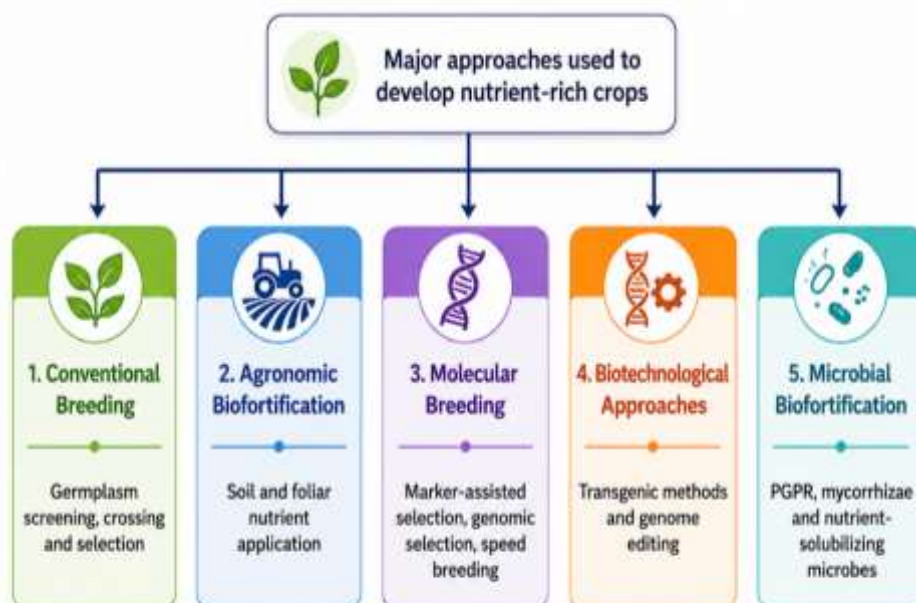 Major approaches used to
develop nutrient-rich crops
1. Conventional
Breeding
Germplasm
screening, crossing
and selection
2. Agronomic
Biofortification
Soil and foliar
nutrient
application
3. Molecular
Breeding
Marker-assisted
selection, genomic
selection, speed
breeding
4. Biotechnological
Approaches
Transgenic methods
and genome
editing
5. Microbial
Biofortification
PGPR, mycorrhizae
and nutrient-
solubilizing
microbes